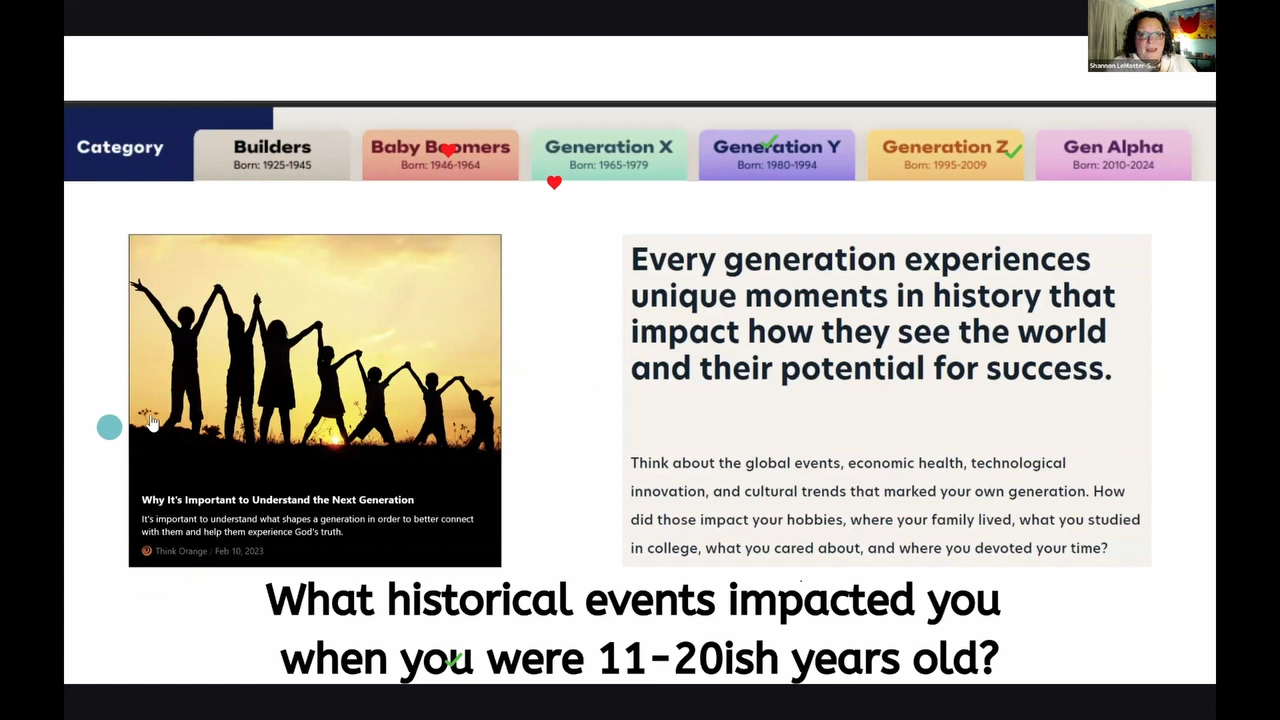 Shannon LeMaster-S...
Category
Builders
Born: 1925-1945
Baby Boomers
Born: 1946-1964
Generation X
Born: 1965-1979
Generation Y
Born: 1980-1994
Generation Z
Born: 1995-2009
Gen Alpha
Born: 2010-2024
Why It's Important to Understand the Next Generation
It's important to understand what shapes a generation in order to better connect
with them and help them experience God's truth.
Think Orange / Feb 10, 2023
Every generation experiences
unique moments in history that
impact how they see the world
and their potential for success.
Think about the global events, economic health, technological
innovation, and cultural trends that marked your own generation. How
did those impact your hobbies, where your family lived, what you studied
in college, what you cared about, and where you devoted your time?
What historical events impacted you
when you were 11-20ish years old?